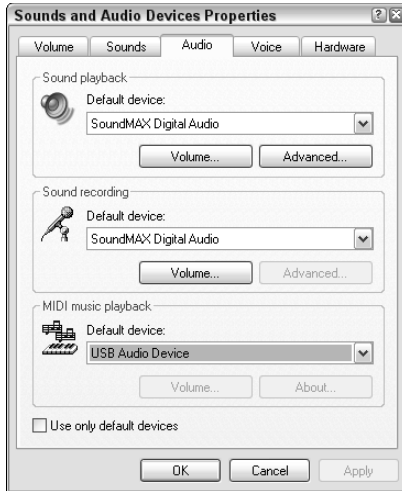 Sounds and Audio Devices Properties
Volume Sounds Audio Voice Hardware
Sound playback
Default device:
SoundMAX Digital Audio
Volume... Advanced...
Sound recording
Default device:
SoundMAX Digital Audio
Volume... Advanced...
MIDI music playback
Default device:
USB Audio Device
Volume... About...
Use only default devices
OK Cancel Apply